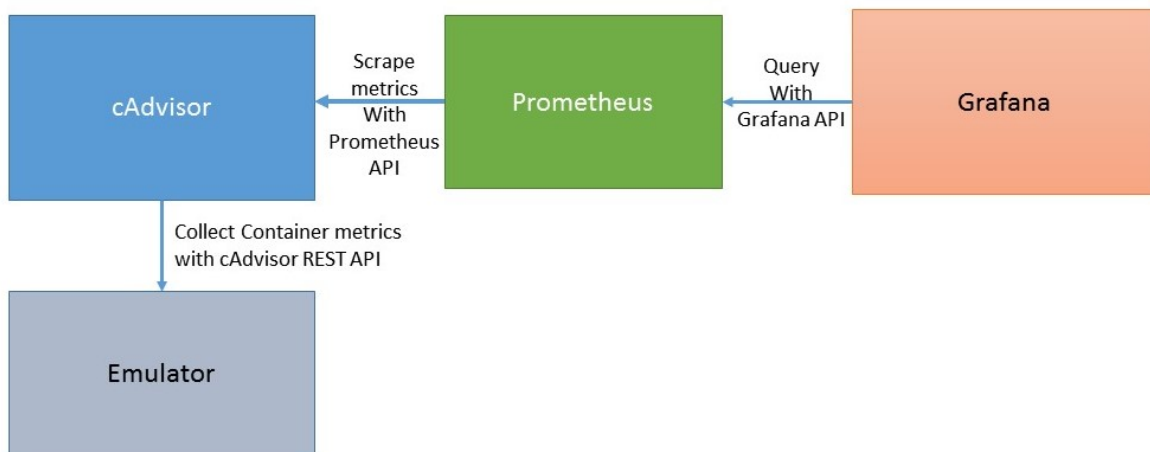 cAdvisor
Scrape
metrics
With
Prometheus
API
Prometheus
Query
With
Grafana API
Grafana
Collect Container metrics
with cAdvisor REST API
Emulator